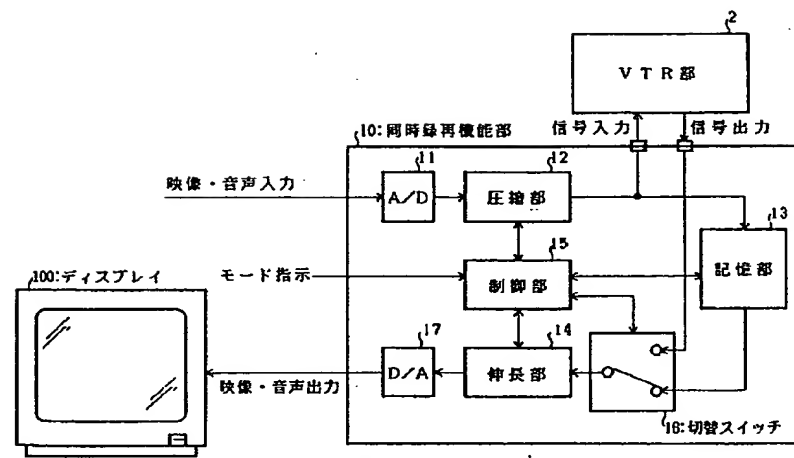 2
VTR部
10:同時録再機能部
信号入力
信号出力
11
12
映像・音声入力
A/D
圧縮部
13
15
記憶部
100:ディスプレイ
モード指示
制御部
17
14
D/A
伸長部
映像・音声出力
16:切替スイッチ